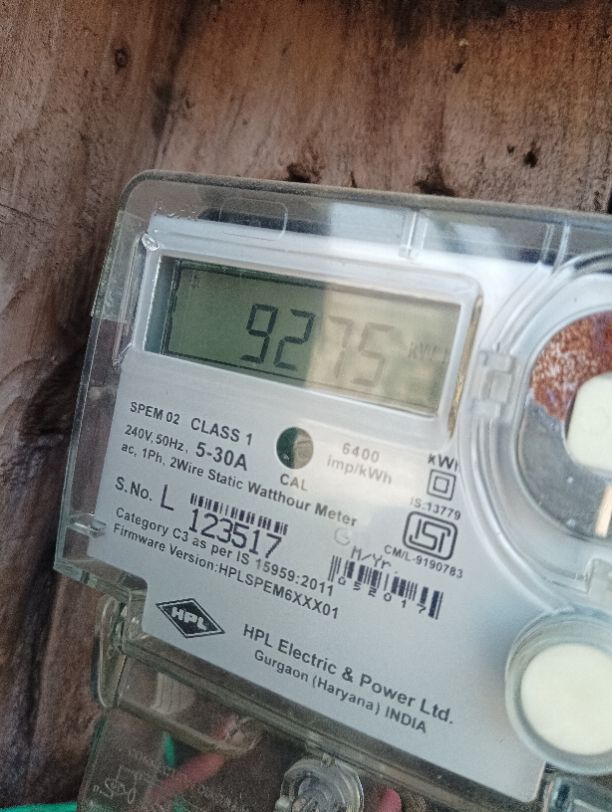 9275 kWh
SPEM 02 CLASS 1
240V, 50Hz, 5-30A
CAL
6400
imp/kWh
kWh
ac, 1Ph, 2Wire Static Watthour Meter
IS:13779
S.No. L 123517
ISI
CM/L-9190783
G M/Yr.
052017
Category C3 as per IS 15959:2011
Firmware Version:HPLSPEM6XXX01
HPL
HPL Electric & Power Ltd.
Gurgaon (Haryana) INDIA